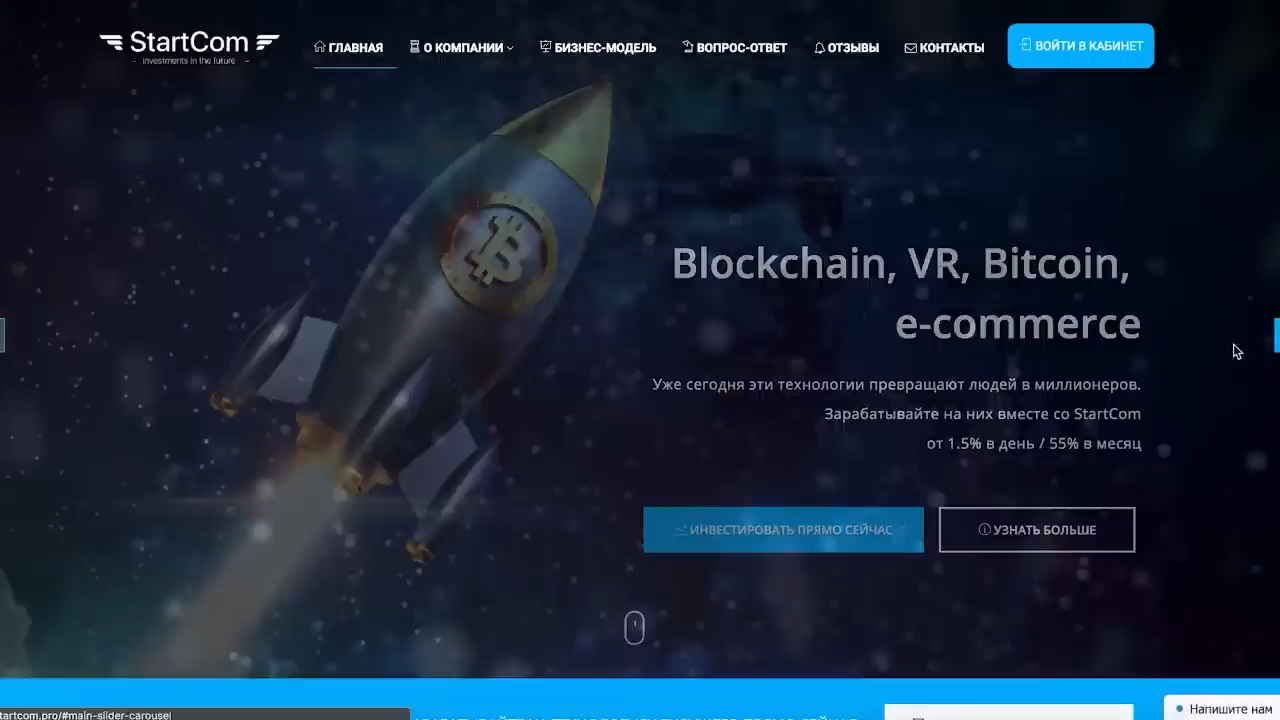 StartCom
investments in the future
ГЛАВНАЯ
О КОМПАНИИ
БИЗНЕС-МОДЕЛЬ
ВОПРОС-ОТВЕТ
ОТЗЫВЫ
КОНТАКТЫ
ВОЙТИ В КАБИНЕТ
Blockchain, VR, Bitcoin,
e-commerce
Уже сегодня эти технологии превращают людей в миллионеров.
Зарабатывайте на них вместе со StartCom
от 1.5% в день / 55% в месяц
ИНВЕСТИРОВАТЬ ПРЯМО СЕЙЧАС
УЗНАТЬ БОЛЬШЕ
tartcom.pro/#main-slider-carousel
Напишите нам